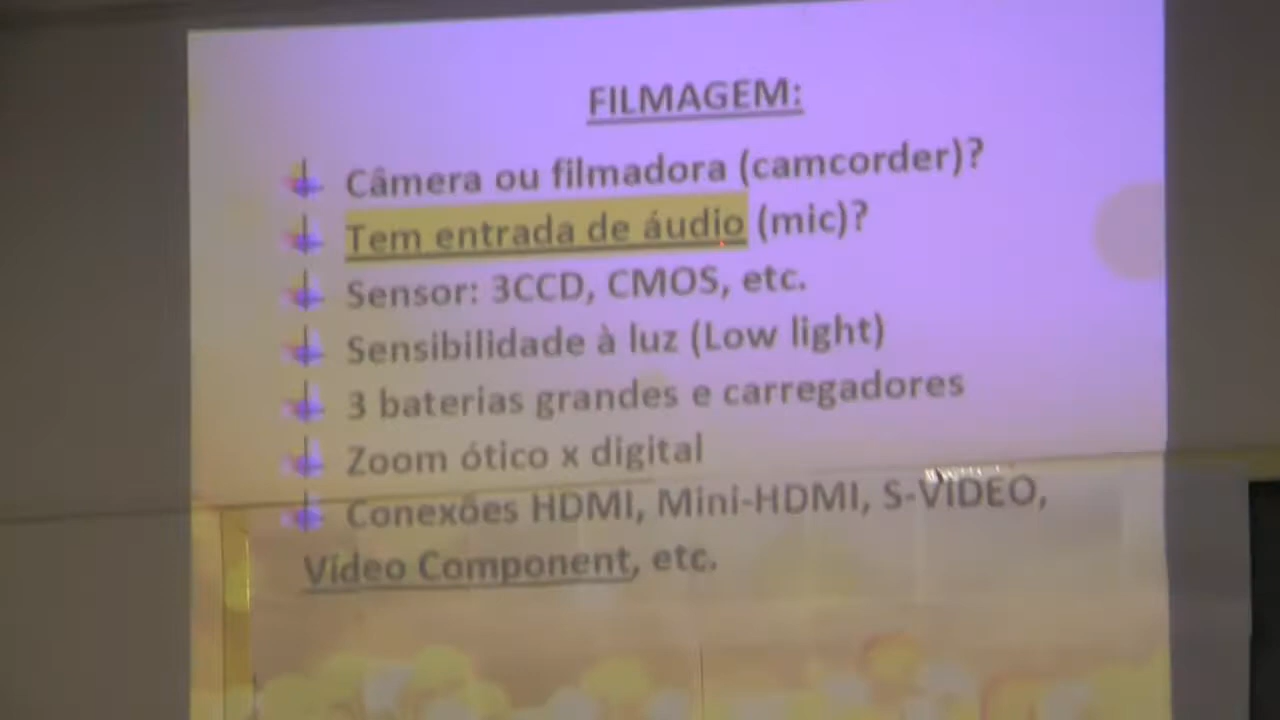 FILMAGEM:
Câmera ou filmadora (camcorder)?
Tem entrada de áudio (mic)?
Sensor: 3CCD, CMOS, etc.
Sensibilidade à luz (Low light)
3 baterias grandes e carregadores
Zoom ótico x digital
Conexões HDMI, Mini-HDMI, S-VIDEO,
Vídeo Component, etc.